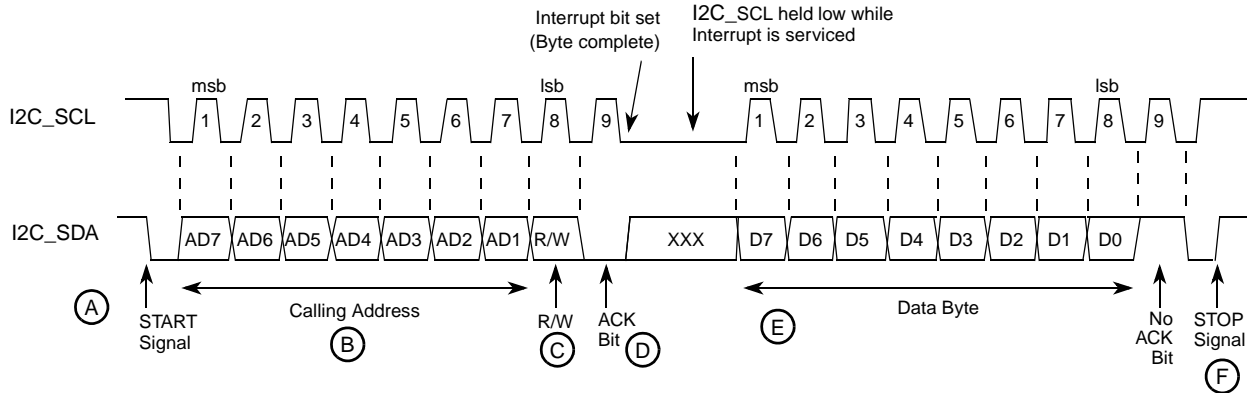 Interrupt bit set
(Byte complete)
I2C_SCL held low while
Interrupt is serviced
msb
lsb
msb
lsb
I2C_SCL
1 2 3 4 5 6 7 8 9 1 2 3 4 5 6 7 8 9
I2C_SDA
AD7 AD6 AD5 AD4 AD3 AD2 AD1 R/W XXX D7 D6 D5 D4 D3 D2 D1 D0
A
START
Signal
Calling Address
B
R/W
C
ACK
Bit
D
E
Data Byte
No
ACK
Bit
STOP
Signal
F